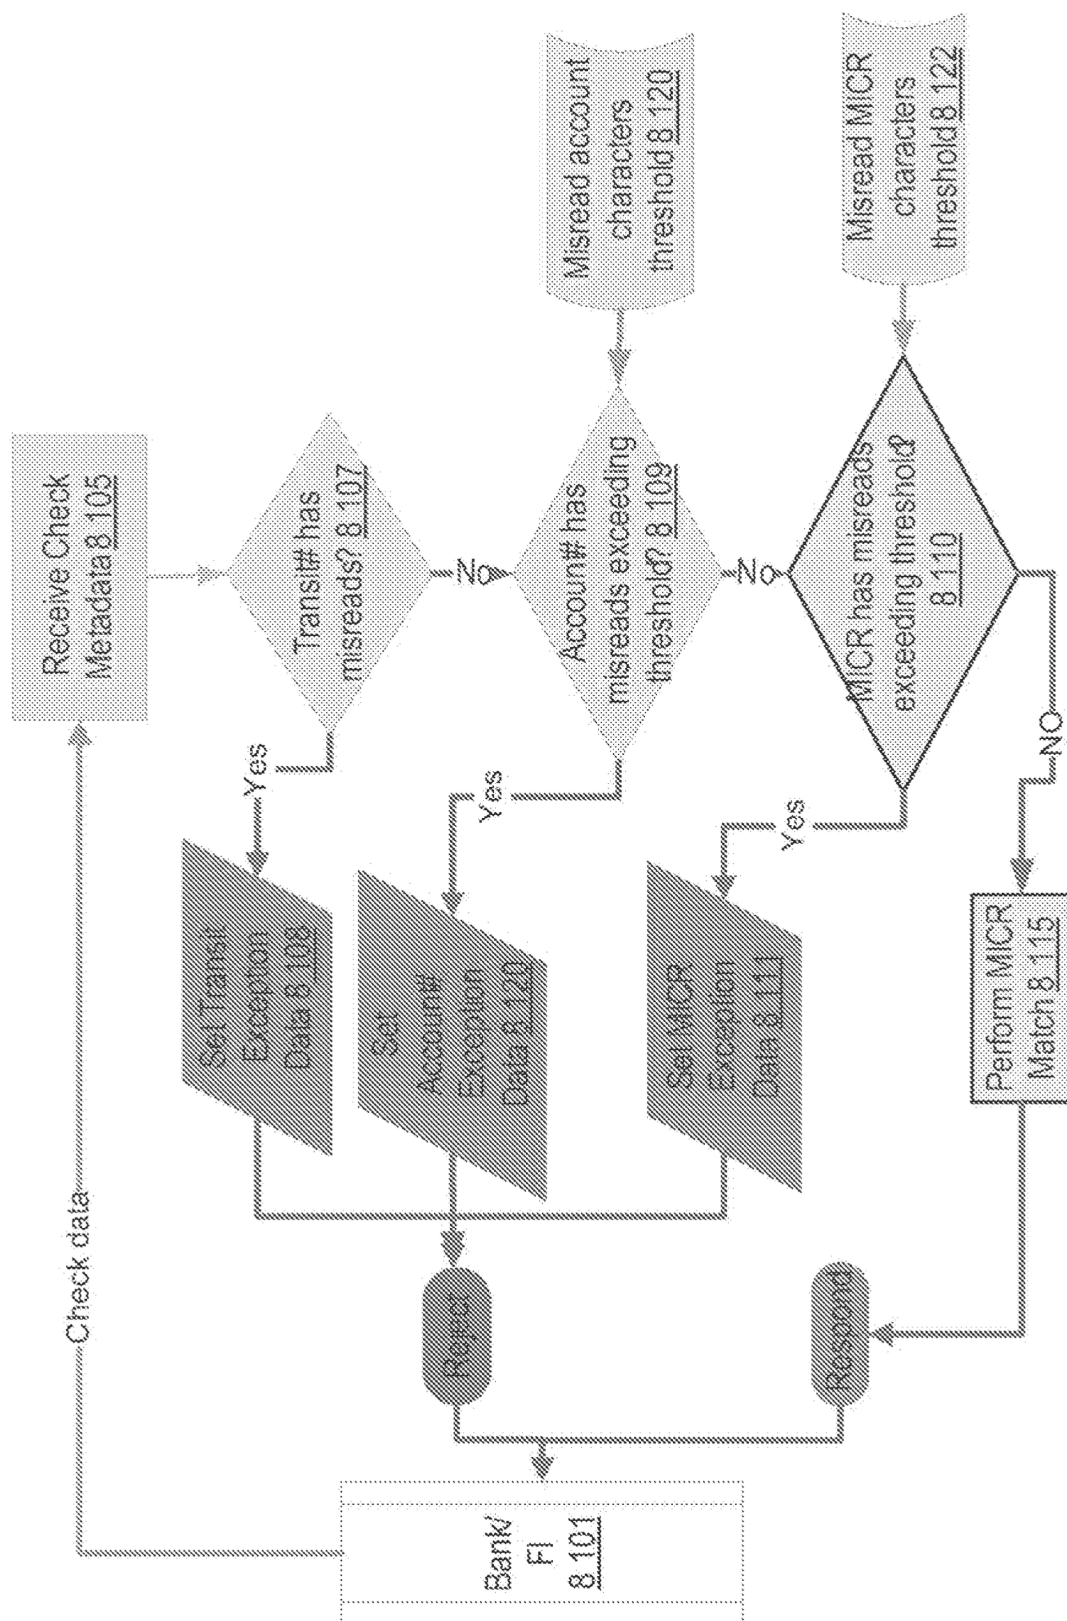 Check data
Receive Check
Metadata 8 105
Transit# has
misreads? 8 107
Yes
Set Transit
Exception
Data 8 108
No
Account# has
misreads exceeding
threshold? 8 109
Misread account
characters
threshold 8 120
Yes
Set
Account#
Exception
Data 8 120
No
MICR has misreads
exceeding threshold?
8 110
Misread MICR
characters
threshold 8 122
Yes
Set MICR
Exception
Data 8 111
NO
Perform MICR
Match 8 115
Reject
Respond
Bank/
FI
8 101